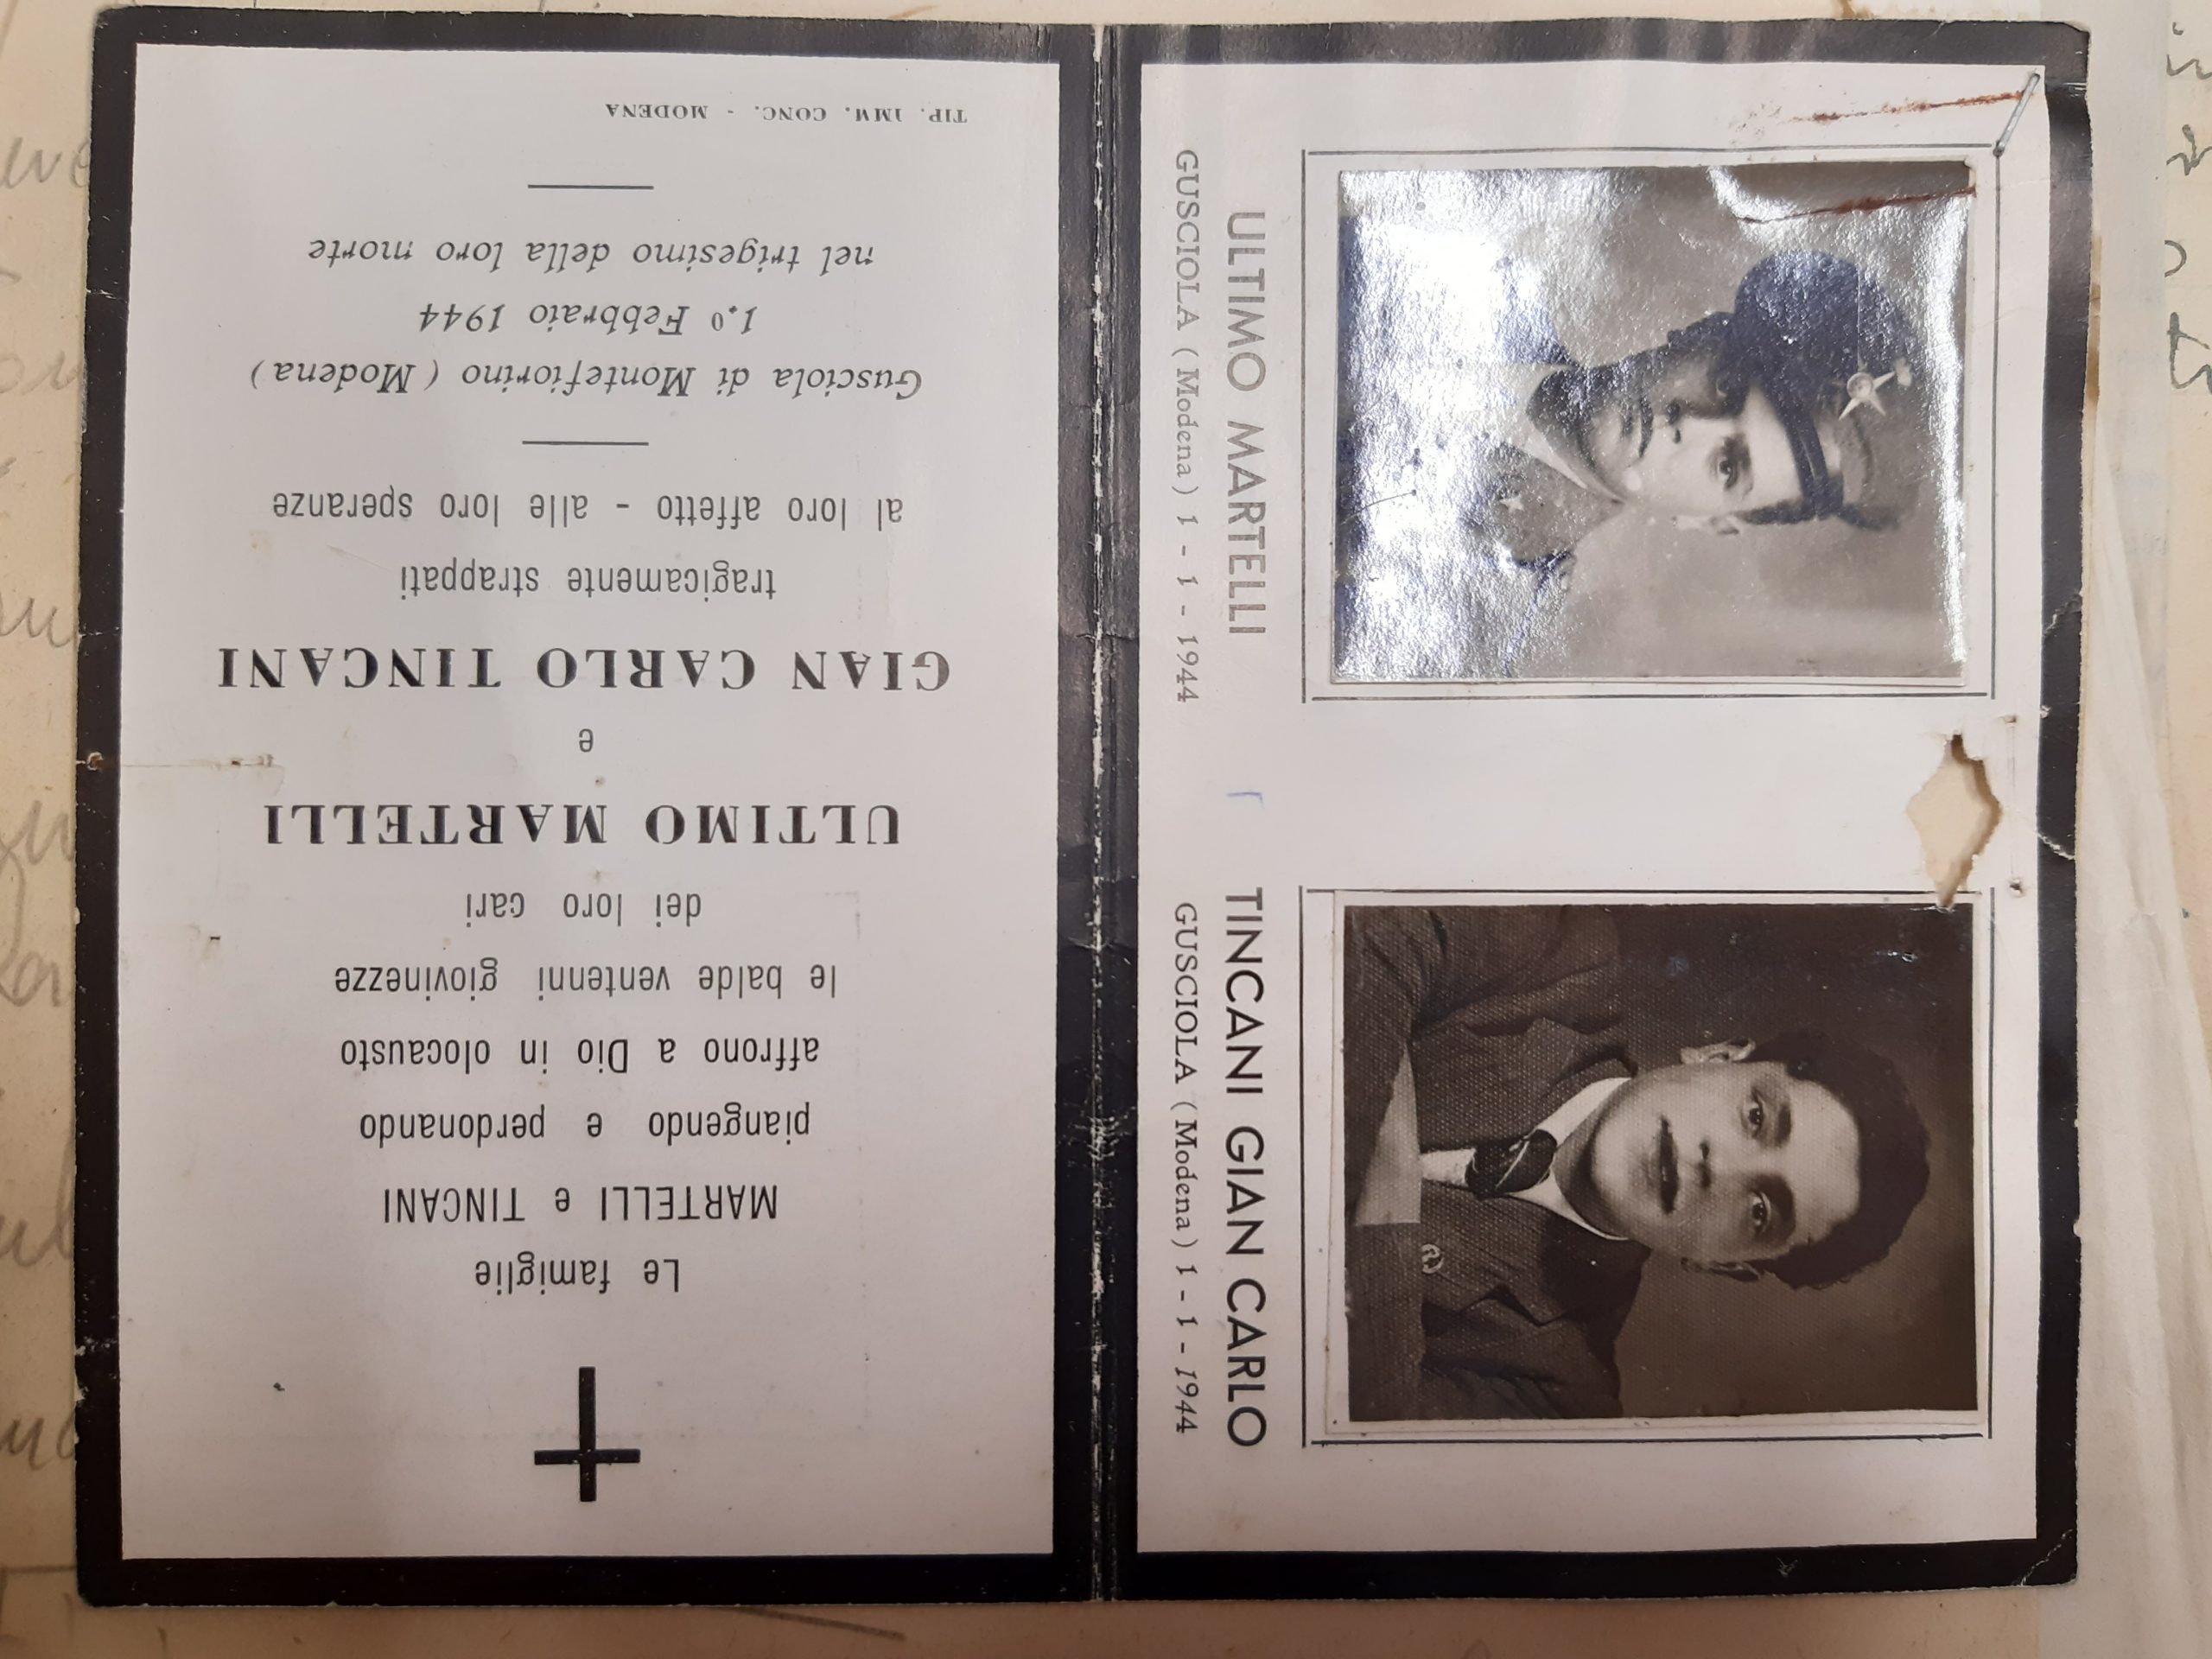 Le famiglie
MARTELLI e TINCANI
piangendo e perdonando
affrono a Dio in olocausto
le balde ventenni giovinezze
dei loro cari
ULTIMO MARTELLI
e
GIAN CARLO TINCANI
tragicamente strappati
al loro affetto - alle loro speranze
Gusciola di Montefiorino ( Modena )
1.º Febbraio 1944
nel trigesimo della loro morte
TIP. IMM. CONC. - MODENA
ULTIMO MARTELLI
GUSCIOLA ( Modena ) 1 - 1 - 1944
TINCANI GIAN CARLO
GUSCIOLA ( Modena ) 1 - 1 - 1944